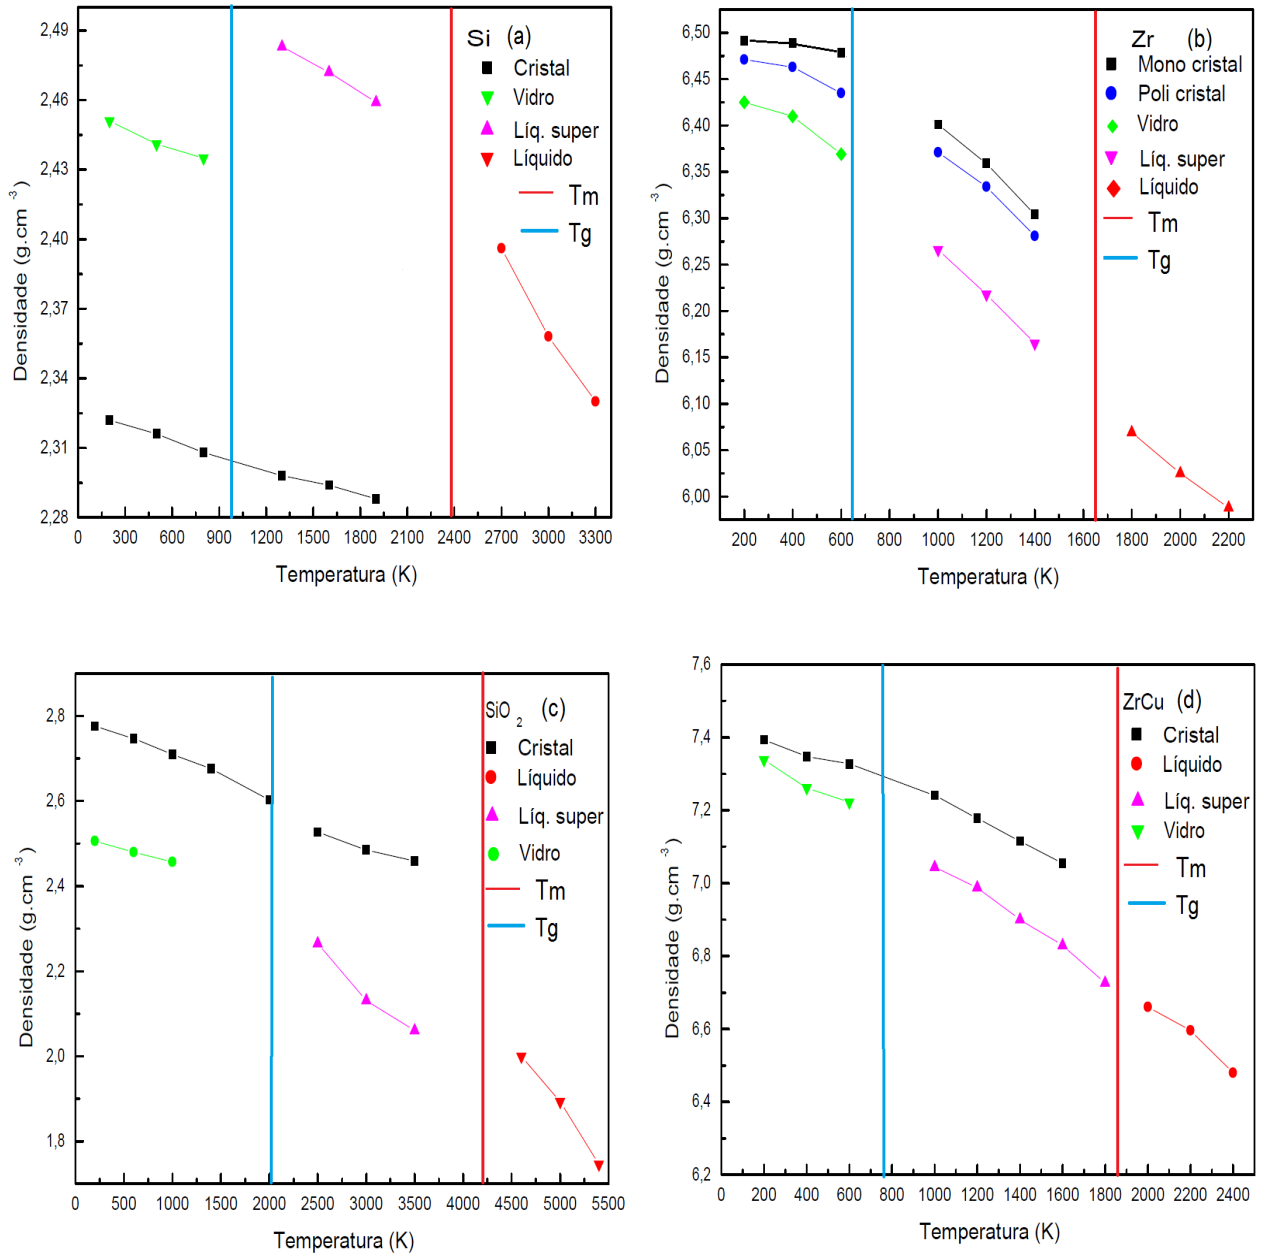 Si (a)
Cristal
Vidro
Líq. super
Líquido
Tm
Tg
2,49
2,46
2,43
2,40
2,37
2,34
2,31
2,28
Densidade (g.cm⁻³)
0 300 600 900 1200 1500 1800 2100 2400 2700 3000 3300
Temperatura (K)
Zr (b)
Mono cristal
Poli cristal
Vidro
Líq. super
Líquido
Tm
Tg
6,50
6,45
6,40
6,35
6,30
6,25
6,20
6,15
6,10
6,05
6,00
Densidade (g.cm⁻³)
200 400 600 800 1000 1200 1400 1600 1800 2000 2200
Temperatura (K)
SiO₂ (c)
Cristal
Líquido
Líq. super
Vidro
Tm
Tg
2,8
2,6
2,4
2,2
2,0
1,8
Densidade (g.cm⁻³)
0 500 1000 1500 2000 2500 3000 3500 4000 4500 5000 5500
Temperatura (K)
ZrCu (d)
Cristal
Líquido
Líq. super
Vidro
Tm
Tg
7,6
7,4
7,2
7,0
6,8
6,6
6,4
6,2
Densidade (g.cm⁻³)
0 200 400 600 800 1000 1200 1400 1600 1800 2000 2200 2400
Temperatura (K)